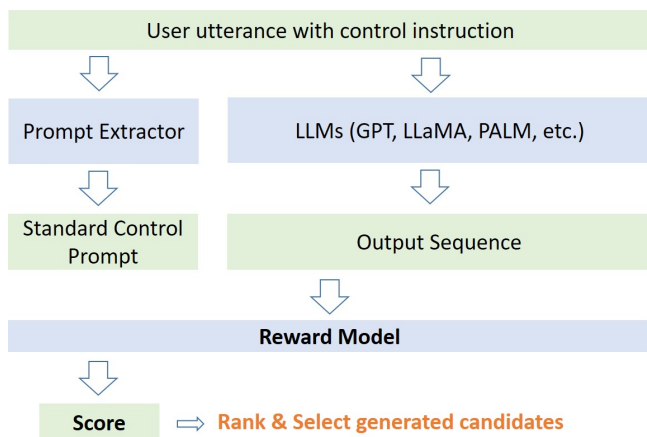 User utterance with control instruction
Prompt Extractor
LLMs (GPT, LLaMA, PALM, etc.)
Standard Control
Prompt
Output Sequence
Reward Model
Score
Rank & Select generated candidates